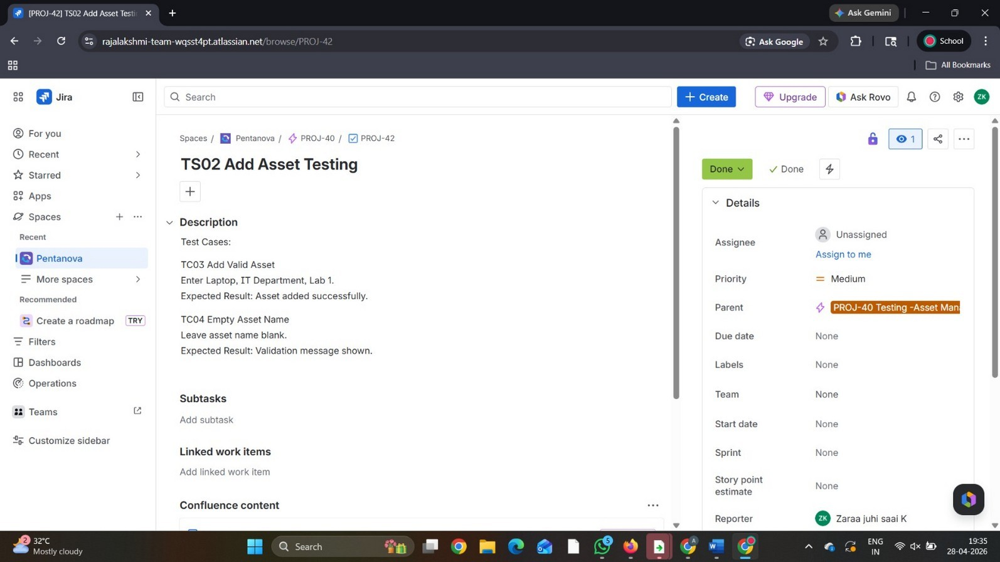 [PROJ-42] TS02 Add Asset Testi
Ask Gemini
rajalakshmi-team-wqsst4pt.atlassian.net/browse/PROJ-42
Ask Google
School
All Bookmarks
Jira
Search
Create
Upgrade
Ask Rovo
ZK
For you
Recent
Starred
Apps
Spaces
Recent
Pentanova
More spaces
Recommended
Create a roadmap TRY
Filters
Dashboards
Operations
Teams
Customize sidebar
Spaces / Pentanova / PROJ-40 / PROJ-42
TS02 Add Asset Testing
Description
Test Cases:
TC03 Add Valid Asset
Enter Laptop, IT Department, Lab 1.
Expected Result: Asset added successfully.
TC04 Empty Asset Name
Leave asset name blank.
Expected Result: Validation message shown.
Subtasks
Add subtask
Linked work items
Add linked work item
Confluence content
1
Done
Done
Details
Assignee
Unassigned
Assign to me
Priority
Medium
Parent
PROJ-40 Testing -Asset Mana
Due date
None
Labels
None
Team
None
Start date
None
Sprint
None
Story point
estimate
None
Reporter
ZK Zaraa juhi saai K
2
32°C
Mostly cloudy
Search
5
A
ENG
IN
19:35
28-04-2026